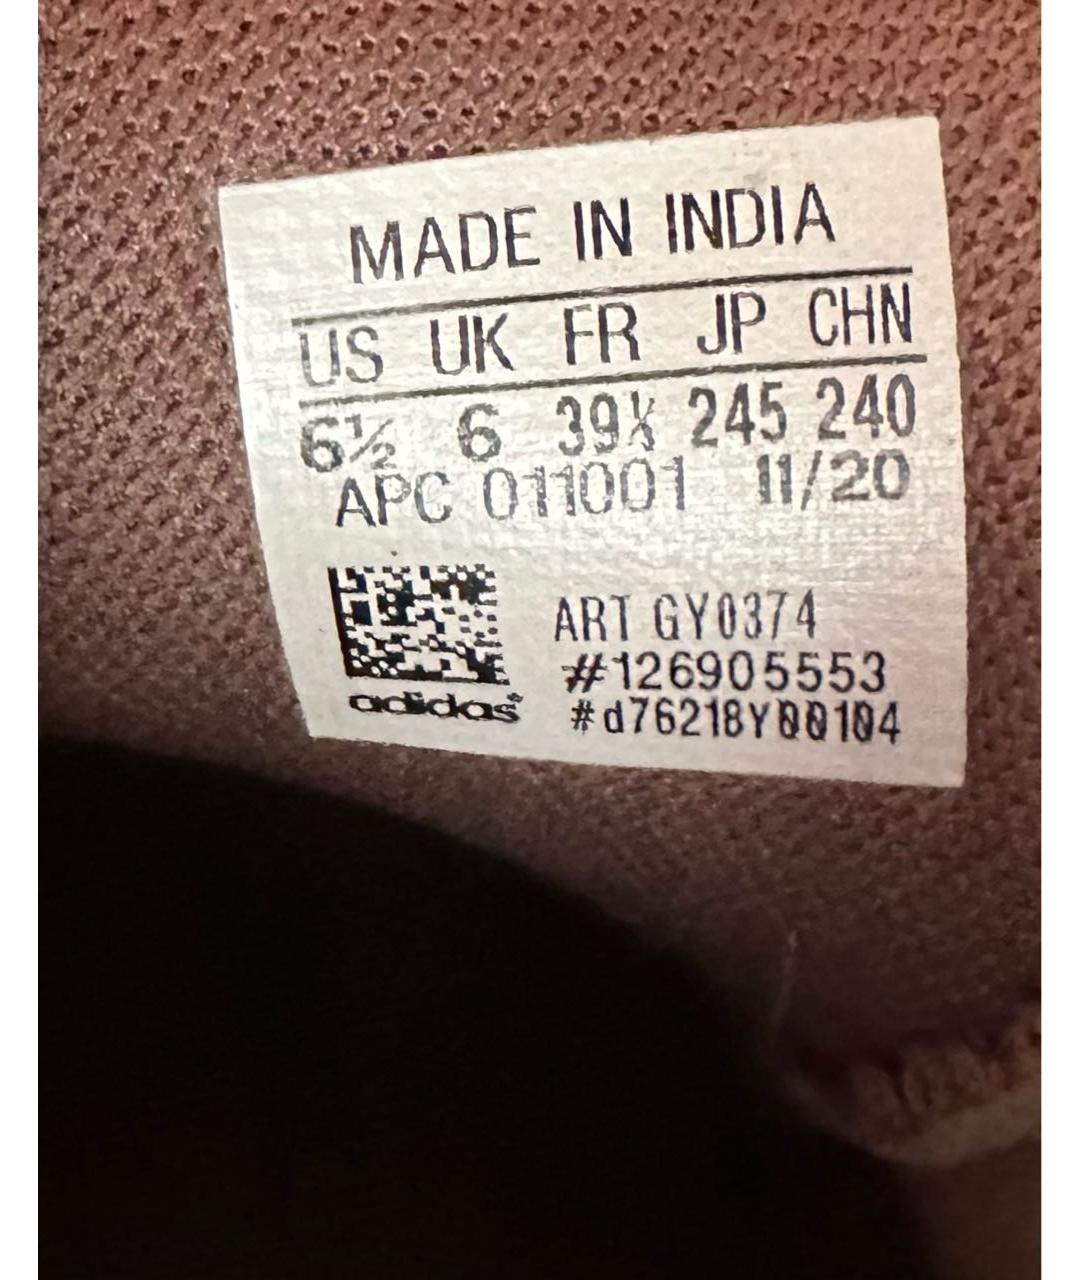 MADE IN INDIA
US UK FR JP CHN
6½ 6 39⅓ 245 240
APC 011001 11/20
ART GY0374
#126905553
adidas
#d76218Y00104